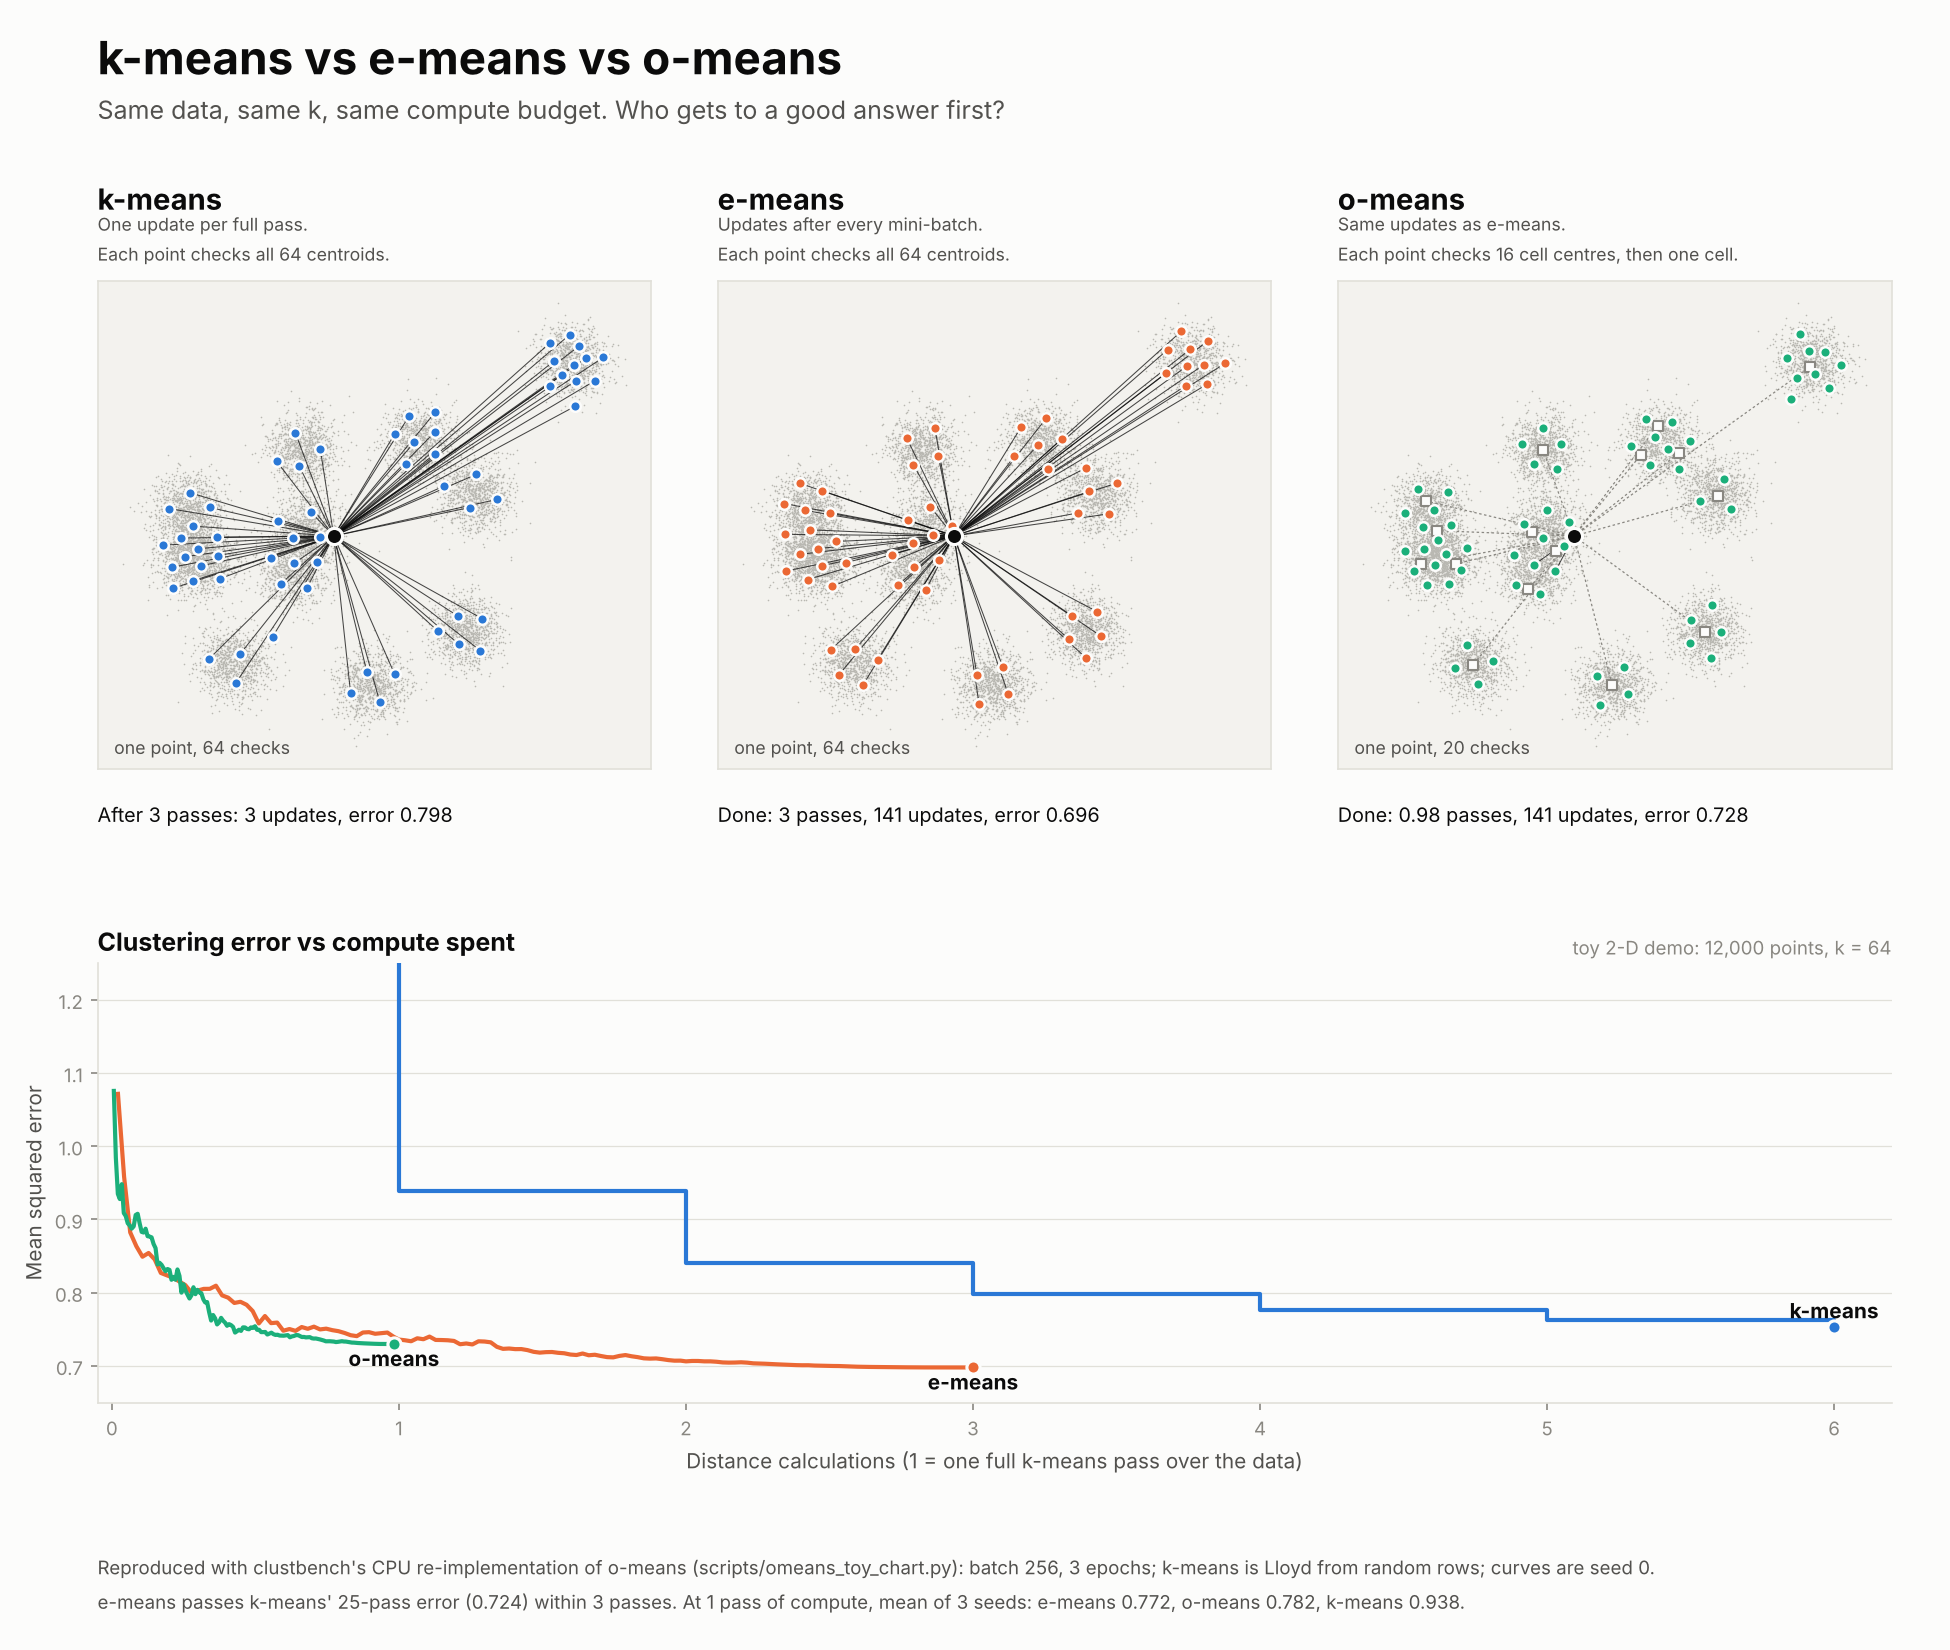 k-means vs e-means vs o-means
Same data, same k, same compute budget. Who gets to a good answer first?
k-means
One update per full pass.
Each point checks all 64 centroids.
one point, 64 checks
After 3 passes: 3 updates, error 0.798
e-means
Updates after every mini-batch.
Each point checks all 64 centroids.
one point, 64 checks
Done: 3 passes, 141 updates, error 0.696
o-means
Same updates as e-means.
Each point checks 16 cell centres, then one cell.
one point, 20 checks
Done: 0.98 passes, 141 updates, error 0.728
Clustering error vs compute spent
toy 2-D demo: 12,000 points, k = 64
Mean squared error
1.2
1.1
1.0
0.9
0.8
0.7
k-means
o-means
e-means
0 1 2 3 4 5 6
Distance calculations (1 = one full k-means pass over the data)
Reproduced with clustbench's CPU re-implementation of o-means (scripts/omeans_toy_chart.py): batch 256, 3 epochs; k-means is Lloyd from random rows; curves are seed 0.
e-means passes k-means' 25-pass error (0.724) within 3 passes. At 1 pass of compute, mean of 3 seeds: e-means 0.772, o-means 0.782, k-means 0.938.